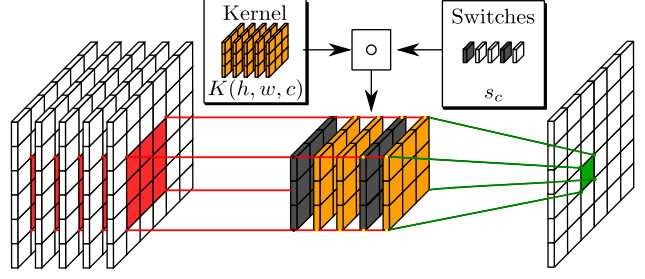 Kernel
K(h, w, c)
Switches
s_c